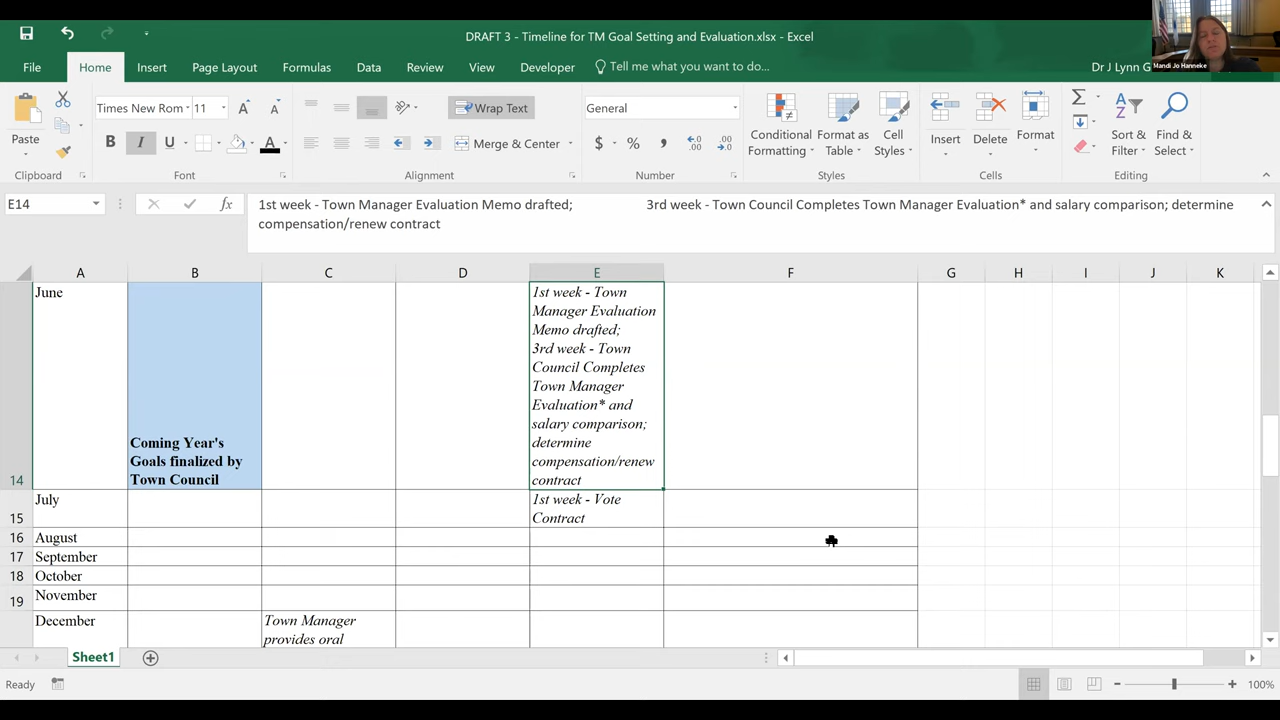 DRAFT 3 - Timeline for TM Goal Setting and Evaluation.xlsx - Excel
Mandi Jo Hanneke
File Home Insert Page Layout Formulas Data Review View Developer Tell me what you want to do... Dr J Lynn G
Times New Rom 11 Wrap Text General
Paste B I U A Merge & Center $ % Conditional Formatting Format as Table Cell Styles Insert Delete Format Sort & Filter Find & Select
Clipboard Font Alignment Number Styles Cells Editing
E14 fx 1st week - Town Manager Evaluation Memo drafted; 3rd week - Town Council Completes Town Manager Evaluation* and salary comparison; determine
compensation/renew contract
A B C D E F G H I J K
June
1st week - Town
Manager Evaluation
Memo drafted;
3rd week - Town
Council Completes
Town Manager
Evaluation* and
salary comparison;
determine
compensation/renew
contract
Coming Year's
Goals finalized by
Town Council
14
July
1st week - Vote
Contract
15
16 August
17 September
18 October
19 November
December
Town Manager
provides oral
Sheet1
Ready 100%